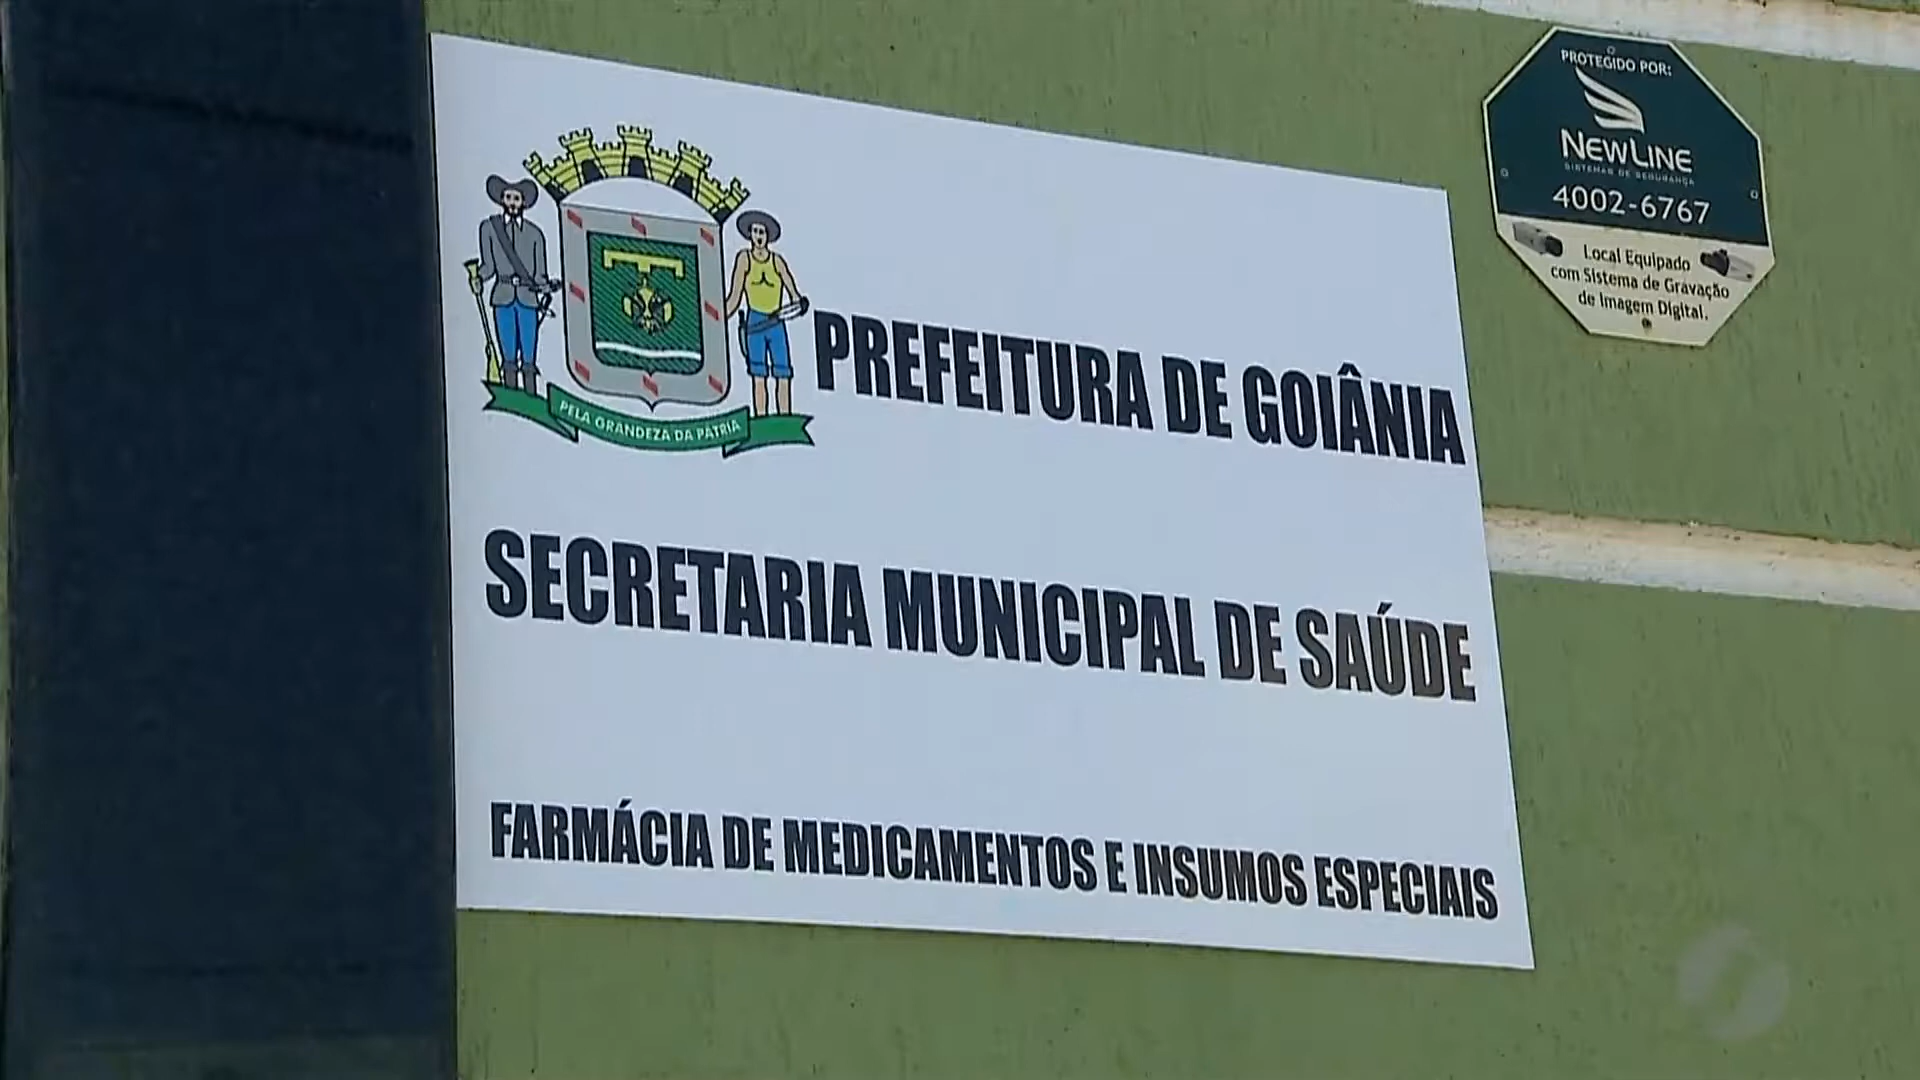 PREFEITURA DE GOIÂNIA
SECRETARIA MUNICIPAL DE SAÚDE
FARMÁCIA DE MEDICAMENTOS E INSUMOS ESPECIAIS
PELA GRANDEZA DA PÁTRIA
PROTEGIDO POR:
NEWLINE
SISTEMAS DE SEGURANÇA
4002-6767
Local Equipado
com Sistema de Gravação
de Imagem Digital.